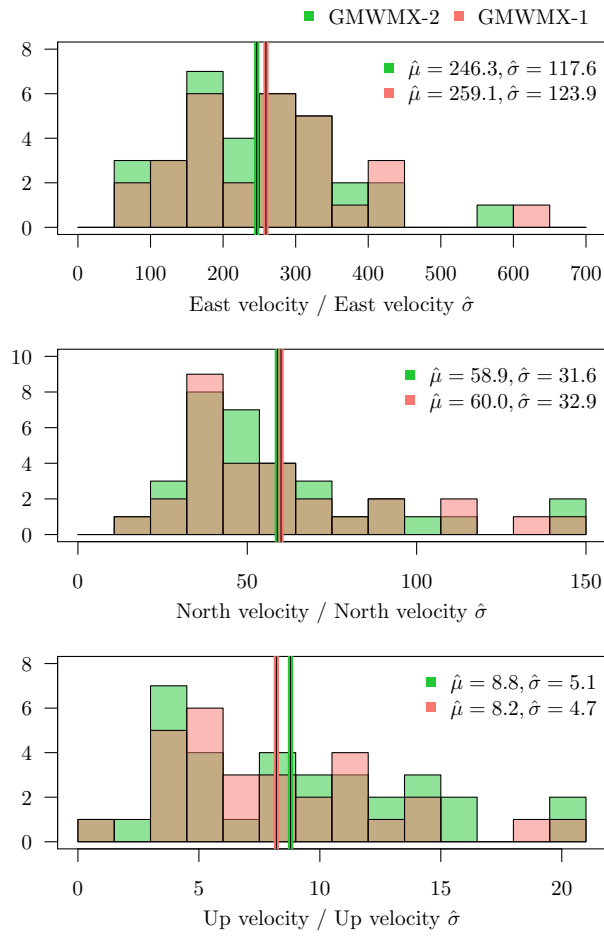 GMWMX-2 GMWMX-1
8
6
4
2
0
μ̂ = 246.3, σ̂ = 117.6
μ̂ = 259.1, σ̂ = 123.9
0 100 200 300 400 500 600 700
East velocity / East velocity σ̂
10
8
6
4
2
0
μ̂ = 58.9, σ̂ = 31.6
μ̂ = 60.0, σ̂ = 32.9
0 50 100 150
North velocity / North velocity σ̂
8
6
4
2
0
μ̂ = 8.8, σ̂ = 5.1
μ̂ = 8.2, σ̂ = 4.7
0 5 10 15 20
Up velocity / Up velocity σ̂